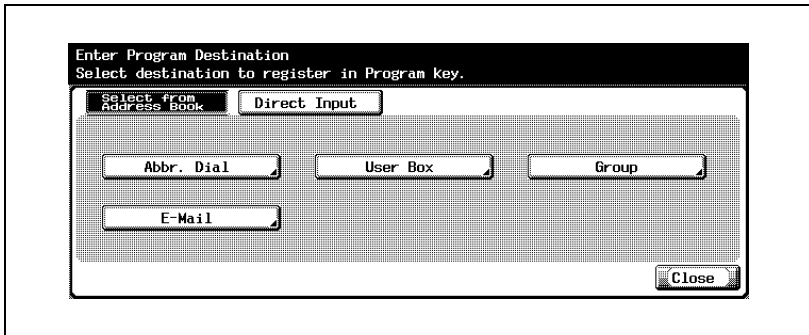 Enter Program Destination
Select destination to register in Program key.
Select from
Address Book
Direct Input
Abbr. Dial
User Box
Group
E-Mail
Close